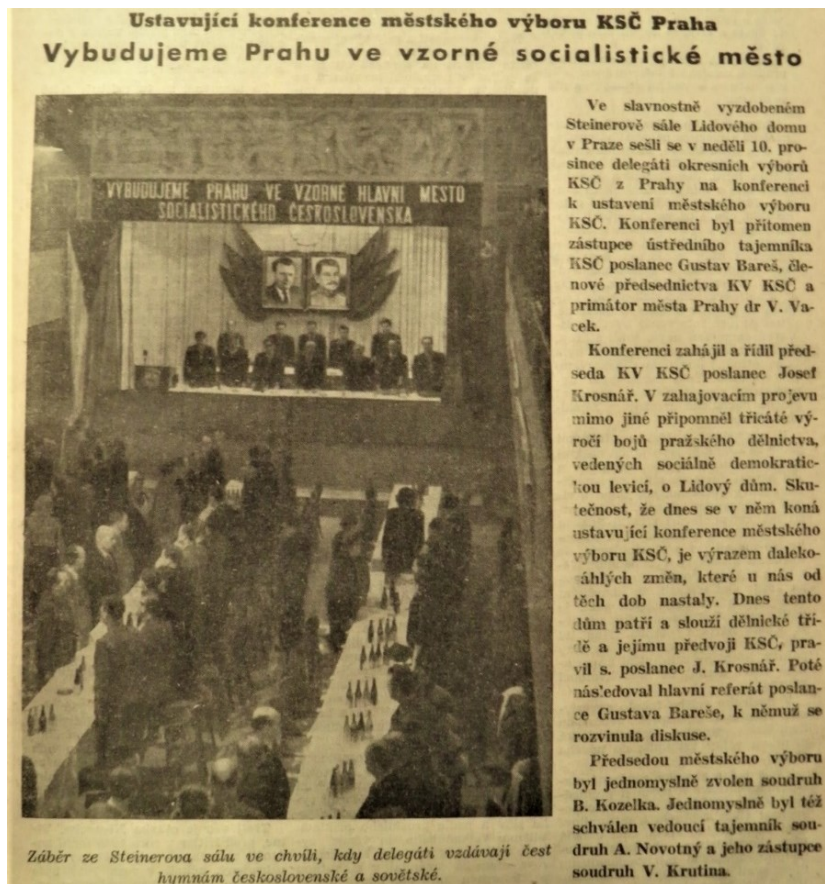 Ustavující konference městského výboru KSČ Praha
Vybudujeme Prahu ve vzorné socialistické město
VYBUDUJEME PRAHU VE VZORNÉ HLAVNÍ MĚSTO
SOCIALISTICKÉHO ČESKOSLOVENSKA
Záběr ze Steinerova sálu ve chvíli, kdy delegáti vzdávají čest
hymnám československé a sovětské.
Ve slavnostně vyzdobeném
Steinerově sále Lidového domu
v Praze sešli se v neděli 10. pro-
since delegáti okresních výborů
KSČ z Prahy na konferenci
k ustavení městského výboru
KSČ. Konferenci byl přítomen
zástupce ústředního tajemníka
KSČ poslanec Gustav Bareš, čle-
nové předsednictva KV KSČ a
primátor města Prahy dr V. Va-
cek.
Konferenci zahájil a řídil před-
seda KV KSČ poslanec Josef
Krosnář. V zahajovacím projevu
mimo jiné připomněl třicáté vý-
ročí bojů pražského dělnictva,
vedených sociálně demokratic-
kou levicí, o Lidový dům. Sku-
tečnost, že dnes se v něm koná
ustavující konference městského
výboru KSČ, je výrazem daleko-
áhlých změn, které u nás od
těch dob nastaly. Dnes tento
dům patří a slouží dělnické tří-
dě a jejímu předvoji KSČ, pra-
vil s. poslanec J. Krosnář. Poté
následoval hlavní referát poslan-
ce Gustava Bareše, k němuž se
rozvinula diskuse.
Předsedou městského výboru
byl jednomyslně zvolen soudruh
B. Kozelka. Jednomyslně byl též
schválen vedoucí tajemník sou-
druh A. Novotný a jeho zástupce
soudruh V. Krutina.